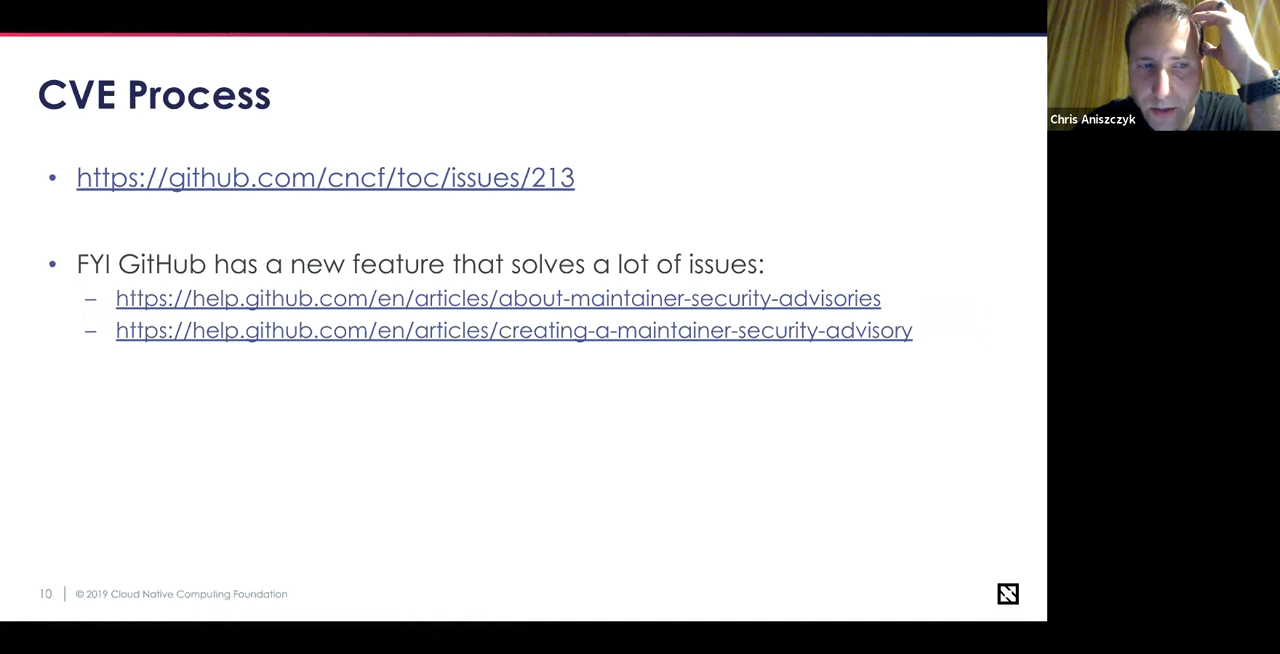 CVE Process
• https://github.com/cncf/toc/issues/213
• FYI GitHub has a new feature that solves a lot of issues:
– https://help.github.com/en/articles/about-maintainer-security-advisories
– https://help.github.com/en/articles/creating-a-maintainer-security-advisory
10 | © 2019 Cloud Native Computing Foundation
Chris Aniszczyk